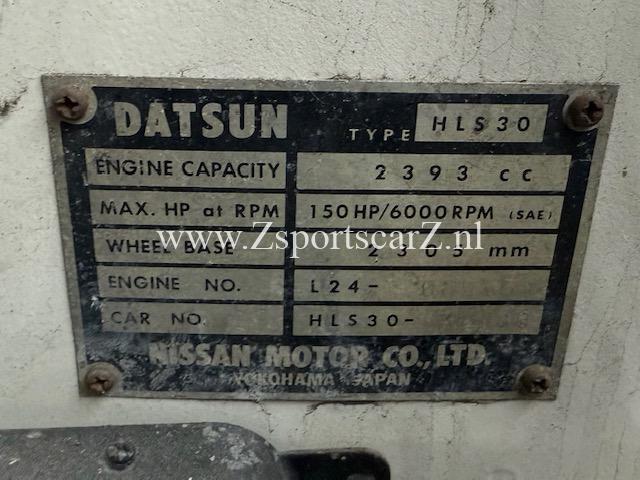 DATSUN TYPE HLS30
ENGINE CAPACITY 2393 cc
MAX. HP at RPM 150HP/6000RPM (SAE)
WHEEL BASE 2305 mm
www.ZsportscarZ.nl
ENGINE NO. L24-
CAR NO. HLS30-
NISSAN MOTOR CO., LTD.
YOKOHAMA JAPAN